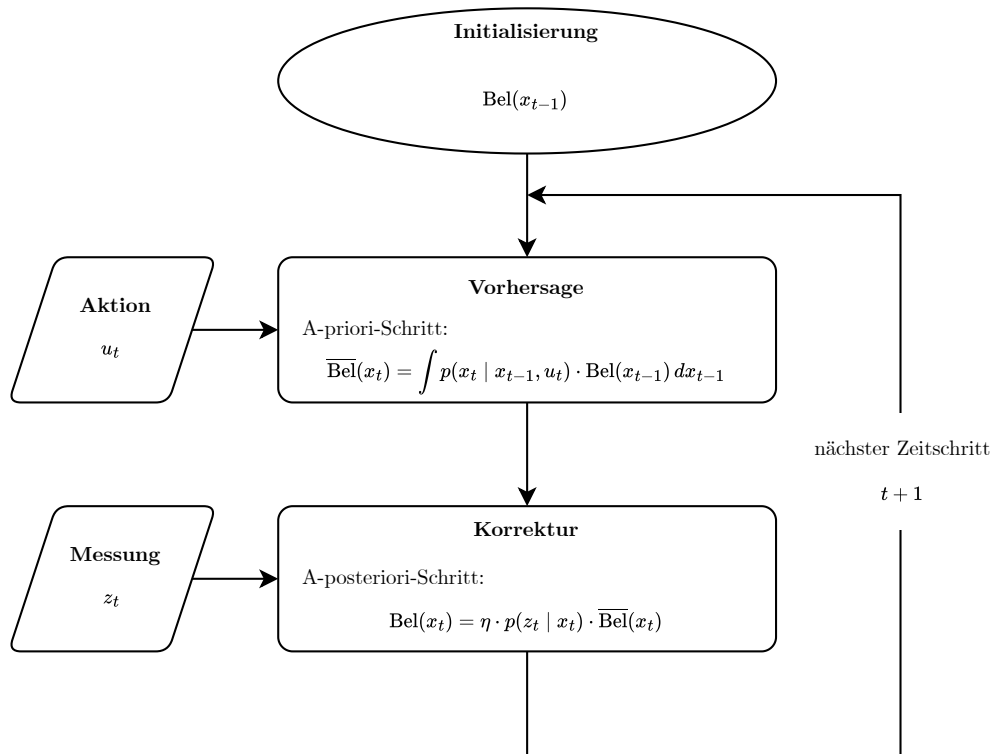 Initialisierung
Bel(x_{t−1})
Aktion
u_t
Vorhersage
A-priori-Schritt:
\overline{Bel}(x_t) = ∫ p(x_t | x_{t−1}, u_t) · Bel(x_{t−1}) dx_{t−1}
nächster Zeitschritt
t + 1
Messung
z_t
Korrektur
A-posteriori-Schritt:
Bel(x_t) = η · p(z_t | x_t) · \overline{Bel}(x_t)